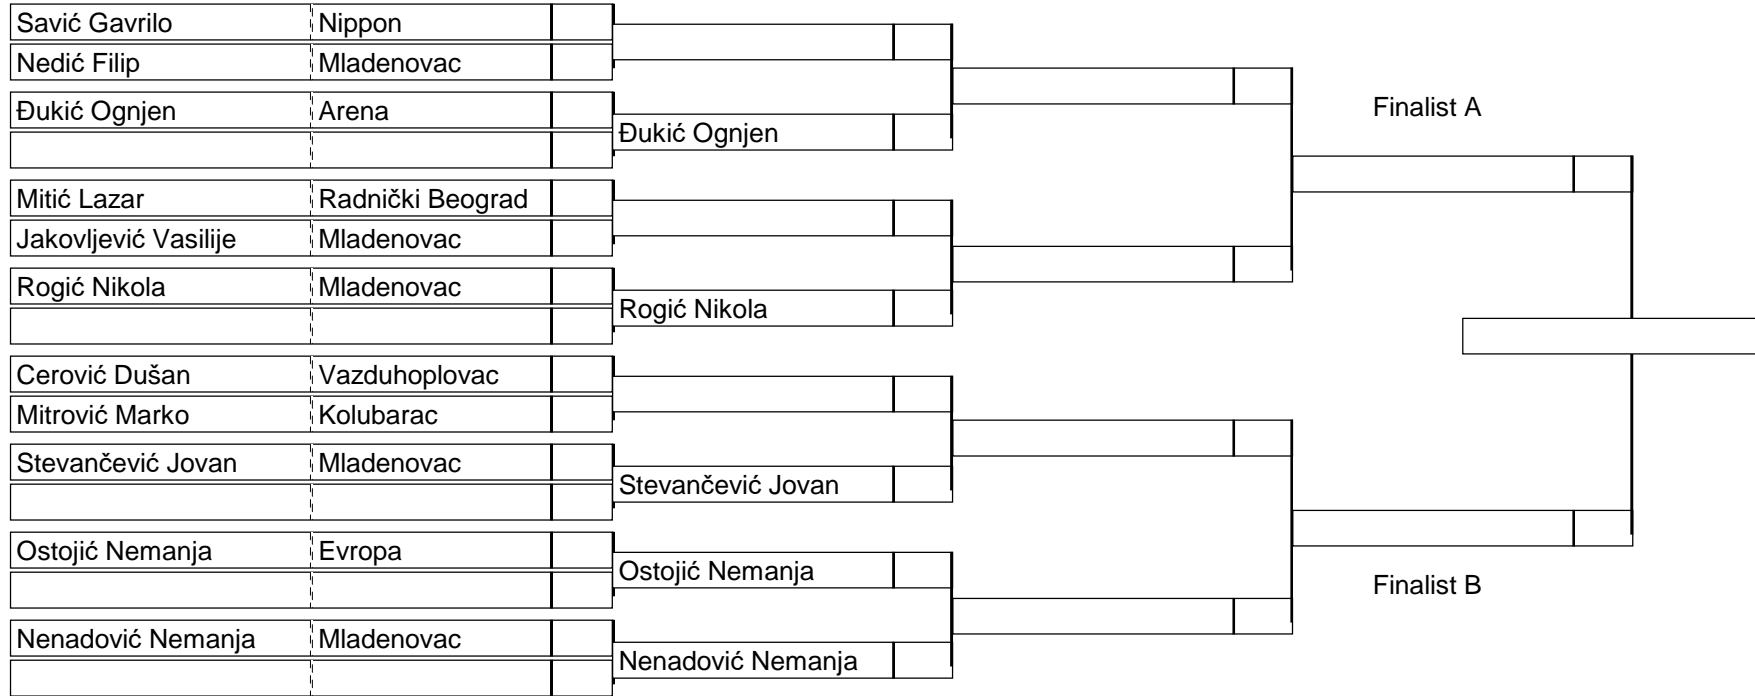 Savić Gavrilo Nippon
Nedić Filip Mladenovac
Finalist A
Đukić Ognjen Arena
Đukić Ognjen
Mitić Lazar Radnički Beograd
Jakovljević Vasilije Mladenovac
Rogić Nikola Mladenovac
Rogić Nikola
Cerović Dušan Vazduhoplovac
Mitrović Marko Kolubarac
Stevančević Jovan Mladenovac
Stevančević Jovan
Ostojić Nemanja Evropa
Ostojić Nemanja
Finalist B
Nenadović Nemanja Mladenovac
Nenadović Nemanja